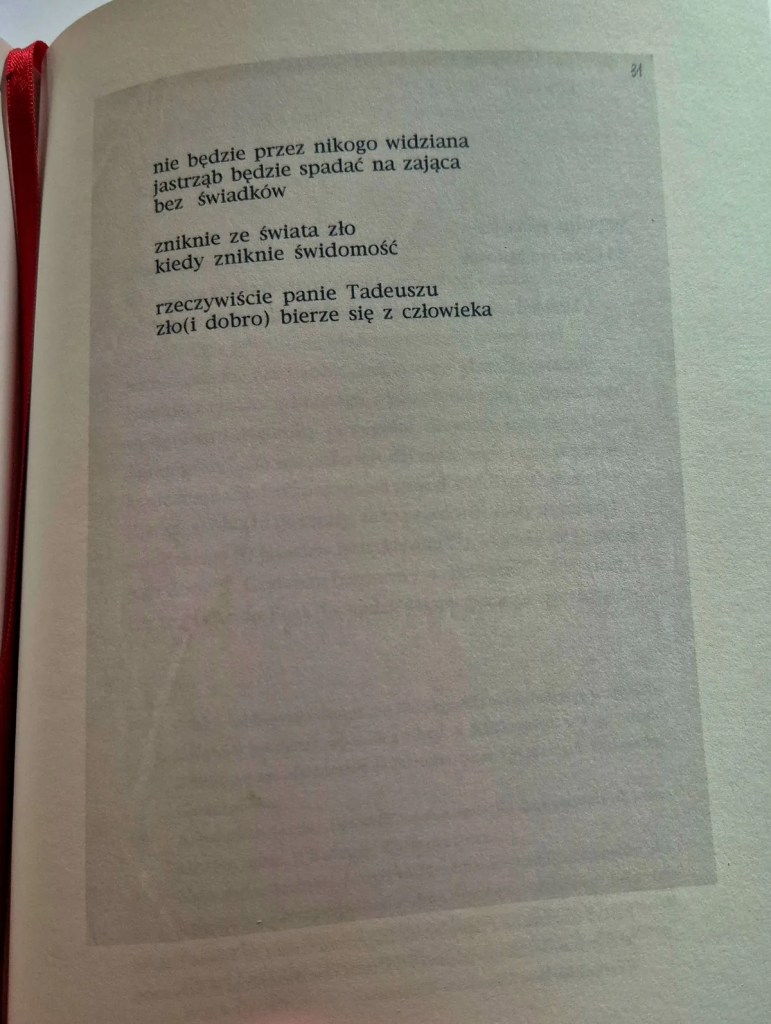 31
nie będzie przez nikogo widziana
jastrząb będzie spadać na zająca
bez świadków
zniknie ze świata zło
kiedy zniknie świdomość
rzeczywiście panie Tadeuszu
zło(i dobro) bierze się z człowieka